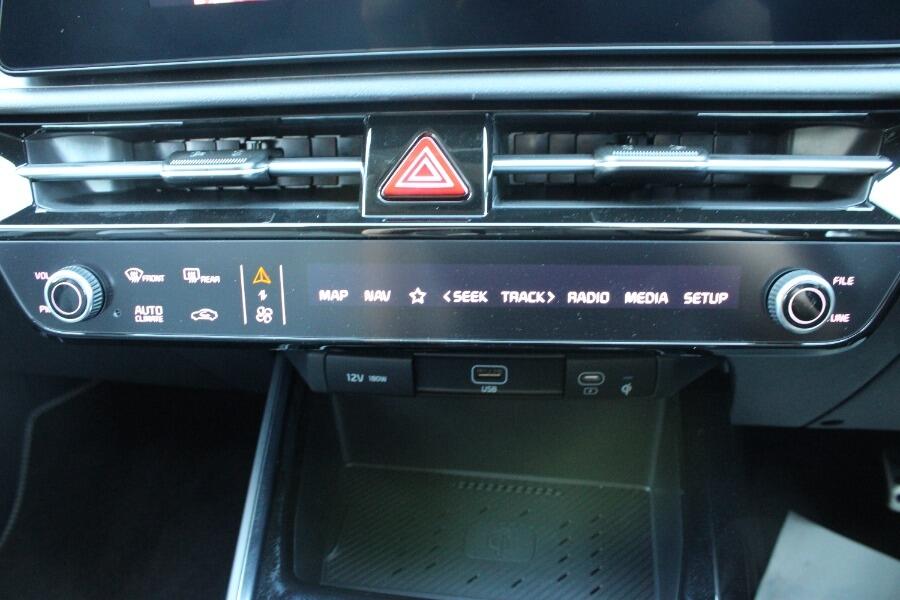 VOL
FRONT
REAR
AUTO
CLIMATE
MAP NAV < SEEK TRACK > RADIO MEDIA SETUP
FILE
12V 180W
USB